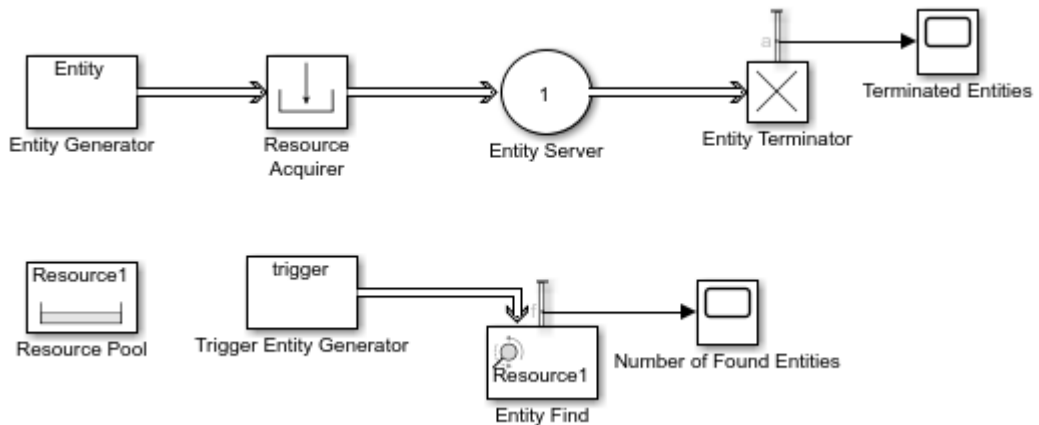 Entity
Entity Generator
Resource
Acquirer
1
Entity Server
a
Entity Terminator
Terminated Entities
Resource1
Resource Pool
trigger
Trigger Entity Generator
f
Resource1
Entity Find
Number of Found Entities